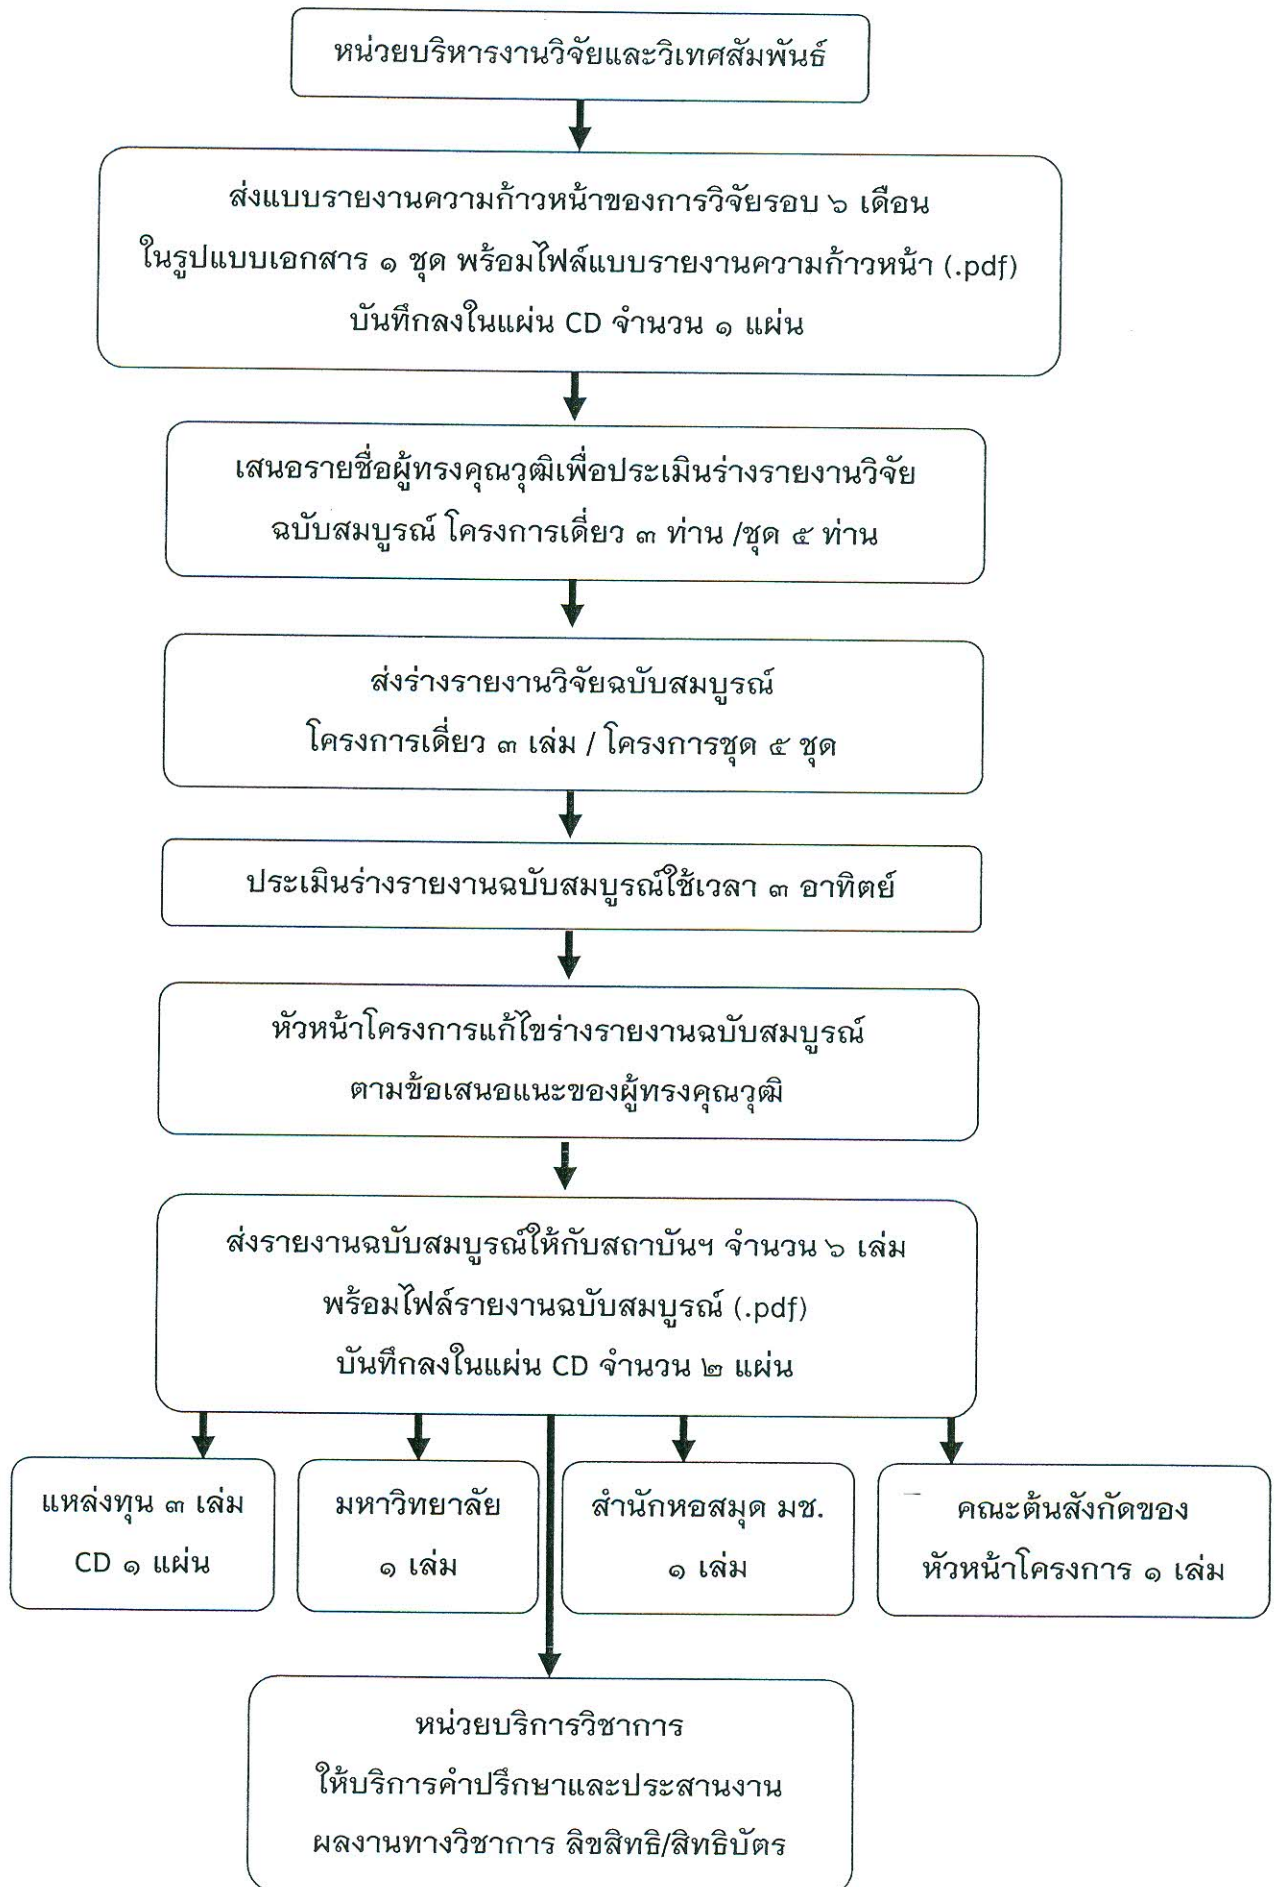 หน่วยบริหารงานวิจัยและวิเทศสัมพันธ์
ส่งแบบรายงานความก้าวหน้าของการวิจัยรอบ ๖ เดือน
ในรูปแบบเอกสาร ๑ ชุด พร้อมไฟล์แบบรายงานความก้าวหน้า (.pdf)
บันทึกลงในแผ่น CD จำนวน ๑ แผ่น
เสนอรายชื่อผู้ทรงคุณวุฒิเพื่อประเมินร่างรายงานวิจัย
ฉบับสมบูรณ์ โครงการเดี่ยว ๓ ท่าน /ชุด ๕ ท่าน
ส่งร่างรายงานวิจัยฉบับสมบูรณ์
โครงการเดี่ยว ๓ เล่ม / โครงการชุด ๕ ชุด
ประเมินร่างรายงานฉบับสมบูรณ์ใช้เวลา ๓ อาทิตย์
หัวหน้าโครงการแก้ไขร่างรายงานฉบับสมบูรณ์
ตามข้อเสนอแนะของผู้ทรงคุณวุฒิ
ส่งรายงานฉบับสมบูรณ์ให้กับสถาบันฯ จำนวน ๖ เล่ม
พร้อมไฟล์รายงานฉบับสมบูรณ์ (.pdf)
บันทึกลงในแผ่น CD จำนวน ๒ แผ่น
แหล่งทุน ๓ เล่ม
CD ๑ แผ่น
มหาวิทยาลัย
๑ เล่ม
สำนักหอสมุด มช.
๑ เล่ม
คณะต้นสังกัดของ
หัวหน้าโครงการ ๑ เล่ม
หน่วยบริการวิชาการ
ให้บริการคำปรึกษาและประสานงาน
ผลงานทางวิชาการ ลิขสิทธิ/สิทธิบัตร